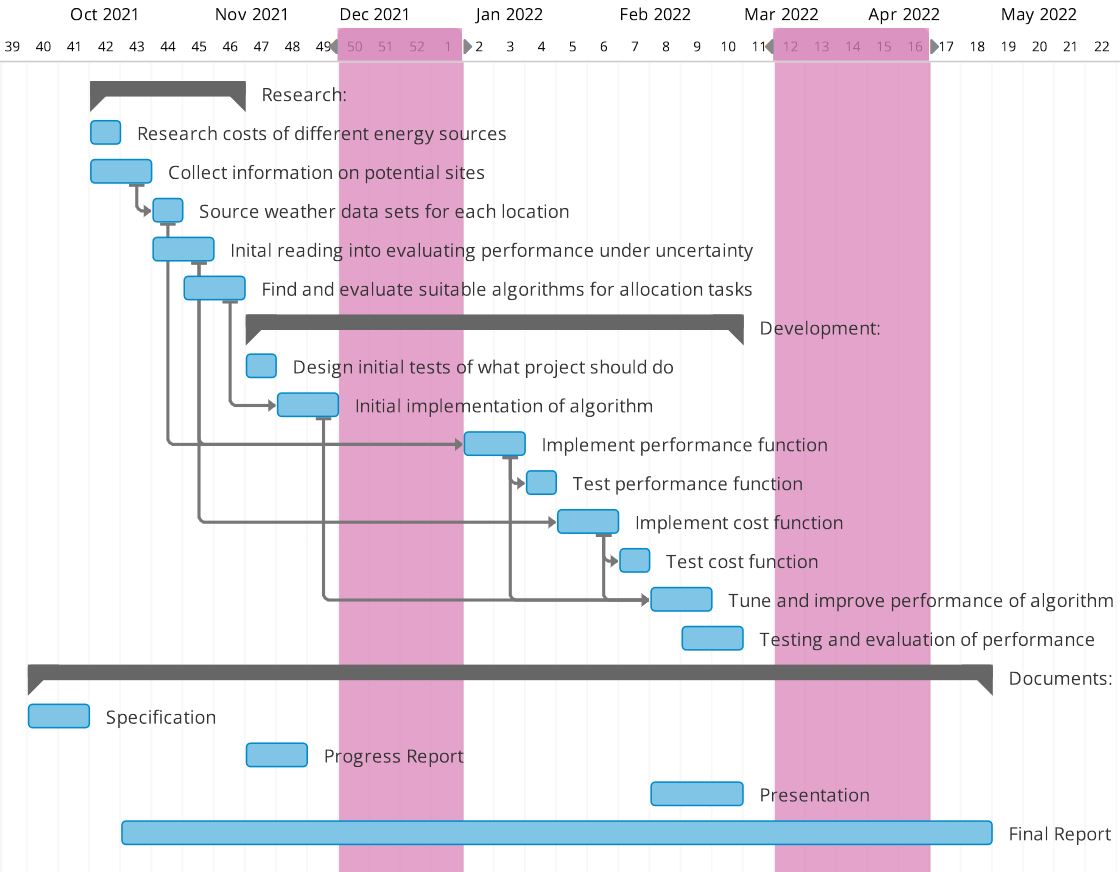 Oct 2021 Nov 2021 Dec 2021 Jan 2022 Feb 2022 Mar 2022 Apr 2022 May 2022
39 40 41 42 43 44 45 46 47 48 49 50 51 52 1 2 3 4 5 6 7 8 9 10 11 12 13 14 15 16 17 18 19 20 21 22
Research:
Research costs of different energy sources
Collect information on potential sites
Source weather data sets for each location
Inital reading into evaluating performance under uncertainty
Find and evaluate suitable algorithms for allocation tasks
Development:
Design initial tests of what project should do
Initial implementation of algorithm
Implement performance function
Test performance function
Implement cost function
Test cost function
Tune and improve performance of algorithm
Testing and evaluation of performance
Documents:
Specification
Progress Report
Presentation
Final Report